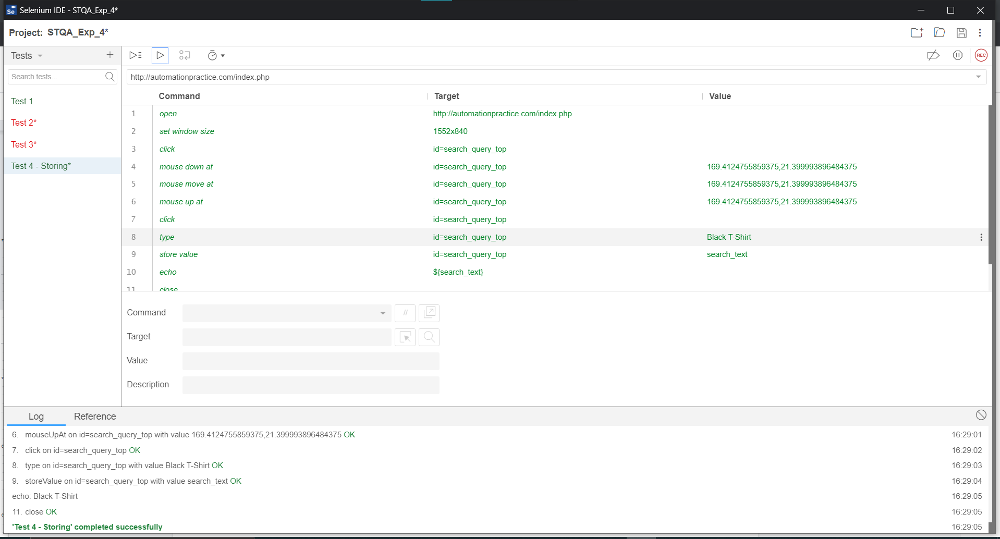 Se Selenium IDE - STQA_Exp_4*
Project: STQA_Exp_4*
Tests
REC
Search tests...
http://automationpractice.com/index.php
Command Target Value
Test 1
Test 2*
Test 3*
Test 4 - Storing*
1 open http://automationpractice.com/index.php
2 set window size 1552x840
3 click id=search_query_top
4 mouse down at id=search_query_top 169.4124755859375,21.399993896484375
5 mouse move at id=search_query_top 169.4124755859375,21.399993896484375
6 mouse up at id=search_query_top 169.4124755859375,21.399993896484375
7 click id=search_query_top
8 type id=search_query_top Black T-Shirt
9 store value id=search_query_top search_text
10 echo ${search_text}
11 close
Command //
Target
Value
Description
Log Reference
6. mouseUpAt on id=search_query_top with value 169.4124755859375,21.399993896484375 OK 16:29:01
7. click on id=search_query_top OK 16:29:02
8. type on id=search_query_top with value Black T-Shirt OK 16:29:03
9. storeValue on id=search_query_top with value search_text OK 16:29:04
echo: Black T-Shirt 16:29:05
11. close OK 16:29:05
'Test 4 - Storing' completed successfully 16:29:05